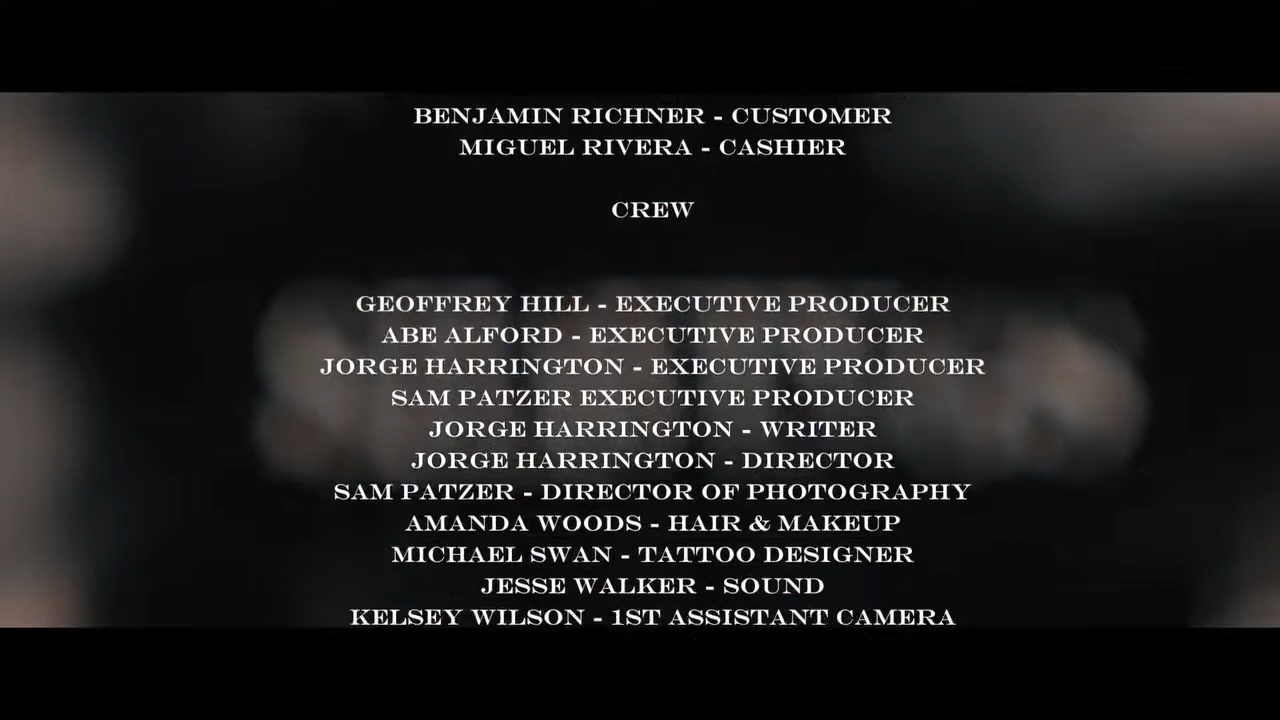 BENJAMIN RICHNER - CUSTOMER
MIGUEL RIVERA - CASHIER
CREW
GEOFFREY HILL - EXECUTIVE PRODUCER
ABE ALFORD - EXECUTIVE PRODUCER
JORGE HARRINGTON - EXECUTIVE PRODUCER
SAM PATZER EXECUTIVE PRODUCER
JORGE HARRINGTON - WRITER
JORGE HARRINGTON - DIRECTOR
SAM PATZER - DIRECTOR OF PHOTOGRAPHY
AMANDA WOODS - HAIR & MAKEUP
MICHAEL SWAN - TATTOO DESIGNER
JESSE WALKER - SOUND
KELSEY WILSON - 1ST ASSISTANT CAMERA